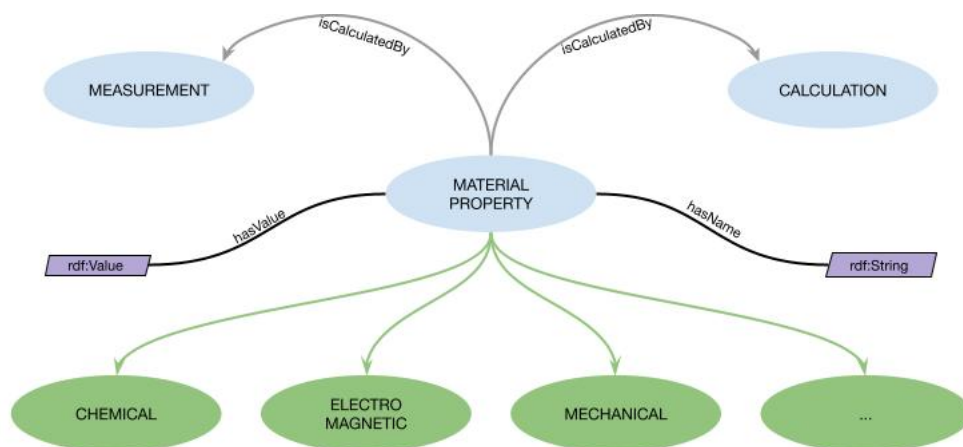 isCalculatedBy
isCalculatedBy
MEASUREMENT
CALCULATION
MATERIAL
PROPERTY
hasValue
hasName
rdf:Value
rdf:String
CHEMICAL
ELECTRO
MAGNETIC
MECHANICAL
...